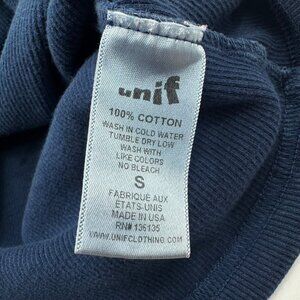 unif
100% COTTON
WASH IN COLD WATER
TUMBLE DRY LOW
WASH WITH
LIKE COLORS
NO BLEACH
S
FABRIQUE AUX
ETATS-UNIS
MADE IN USA
RN# 136135
WWW.UNIFCLOTHING.COM